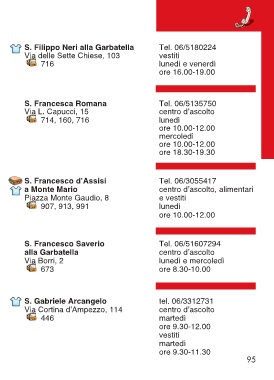 S. Filippo Neri alla Garbatella
Via delle Sette Chiese, 103
716
Tel. 06/5180224
vestiti
lunedì e venerdì
ore 16.00-19.00
S. Francesca Romana
Via L. Capucci, 15
714, 160, 716
Tel. 06/5135750
centro d'ascolto
lunedì
ore 10.00-12.00
mercoledì
ore 10.00-12.00
ore 18.30-19.30
S. Francesco d'Assisi
a Monte Mario
Piazza Monte Gaudio, 8
907, 913, 991
Tel. 06/3055417
centro d'ascolto, alimentari
e vestiti
lunedì
ore 10.00-12.00
S. Francesco Saverio
alla Garbatella
Via Borri, 2
673
Tel. 06/51607294
centro d'ascolto
lunedì e mercoledì
ore 8.30-10.00
S. Gabriele Arcangelo
Via Cortina d'Ampezzo, 114
446
tel. 06/3312731
centro d'ascolto
martedì
ore 9.30-12.00
vestiti
martedì
ore 9.30-11.30
95